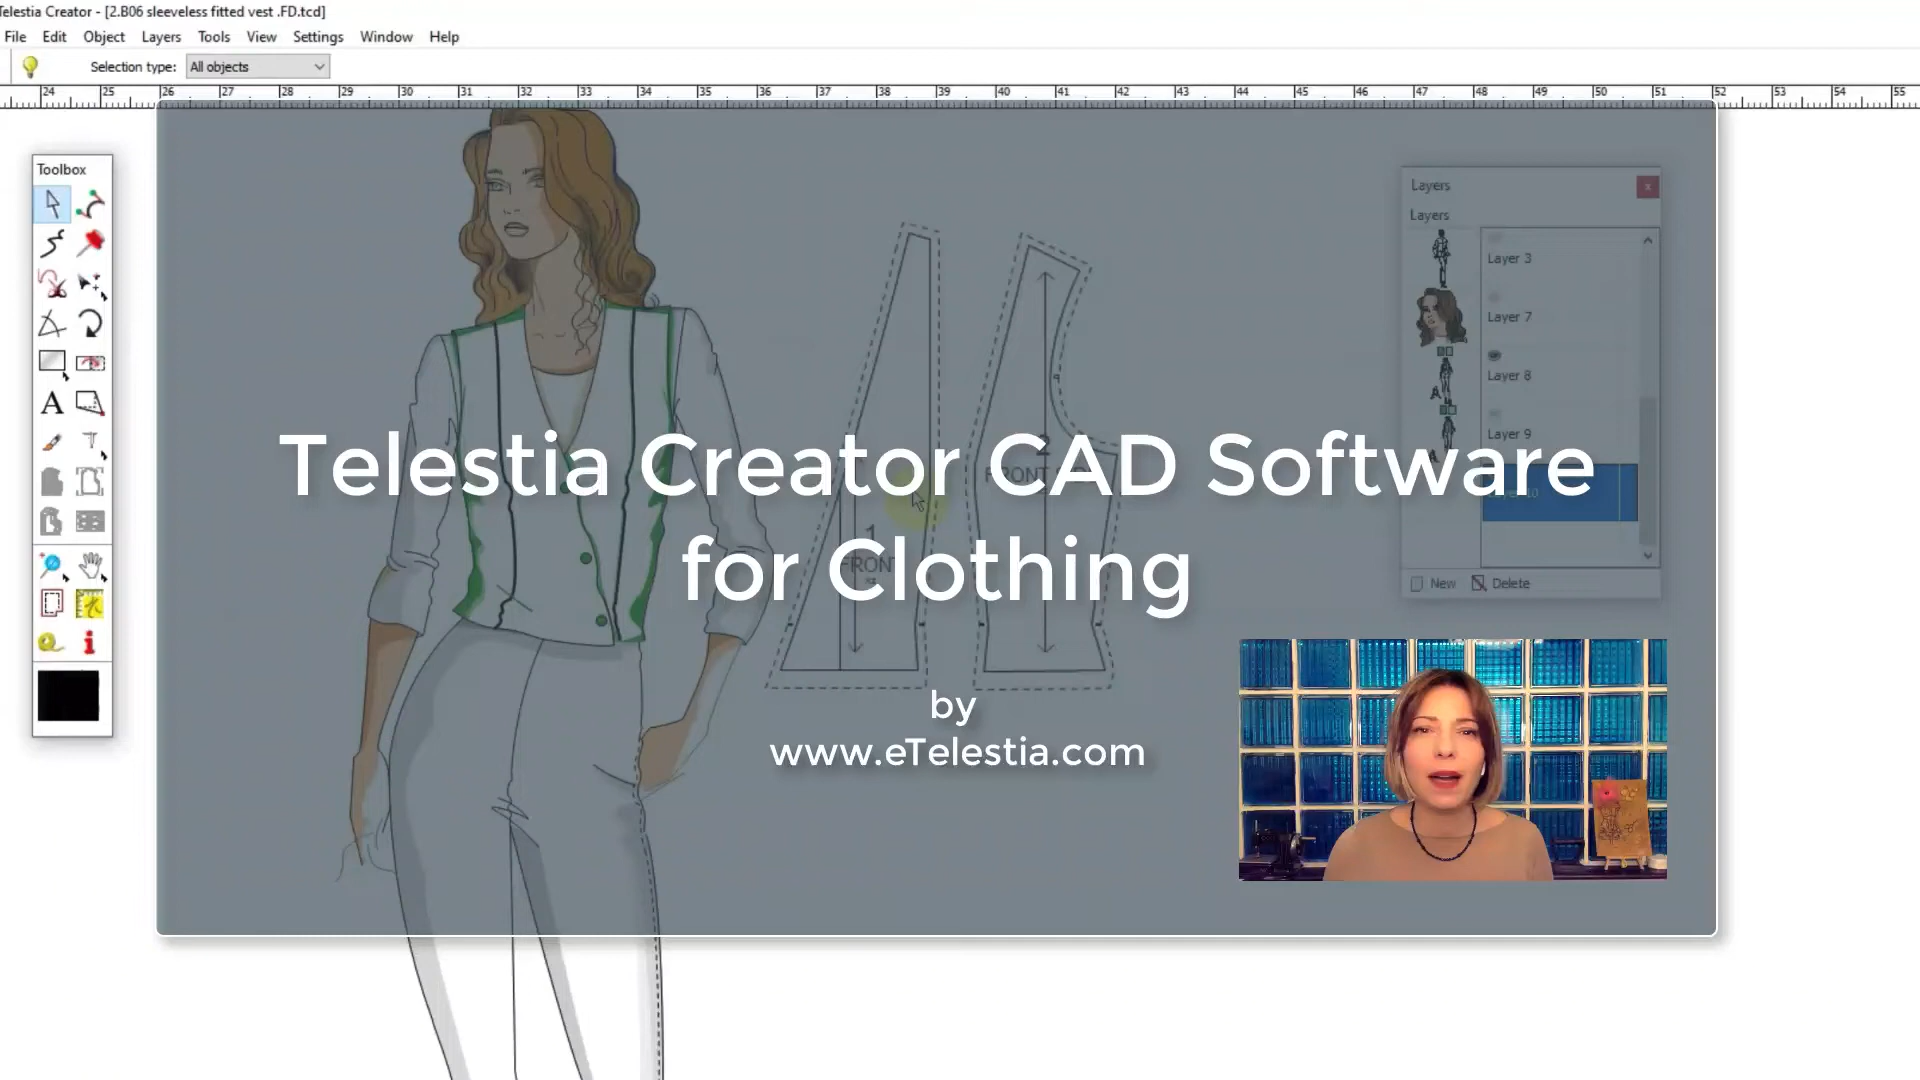 Telestia Creator - [2.B06 sleeveless fitted vest .FD.tcd]
File Edit Object Layers Tools View Settings Window Help
Selection type: All objects
24 25 26 27 28 29 30 31 32 33 34 35 36 37 38 39 40 41 42 43 44 45 46 47 48 49 50 51 52 53 54 55
Toolbox
Layers
Layers
Layer 3
Layer 7
Layer 8
Layer 9
New Delete
1
Telestia Creator CAD Software
for Clothing
by
www.eTelestia.com